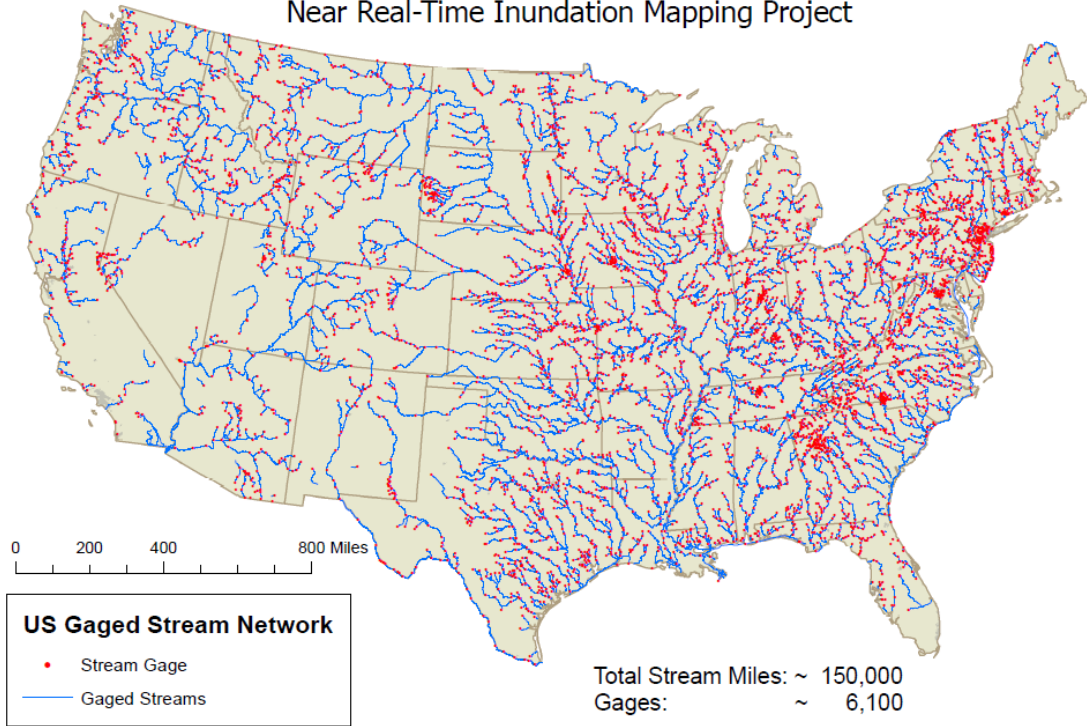 Near Real-Time Inundation Mapping Project
0 200 400 800 Miles
US Gaged Stream Network
Stream Gage
Gaged Streams
Total Stream Miles: ~ 150,000
Gages: ~ 6,100